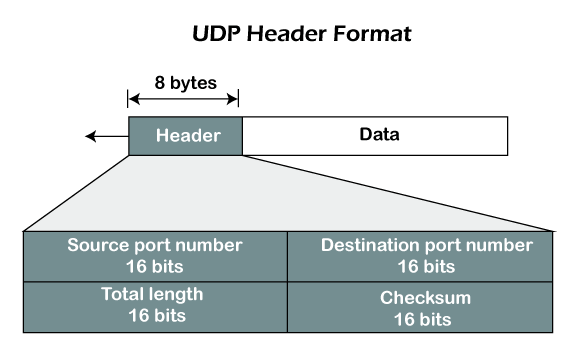 UDP Header Format
8 bytes
Header
Data
Source port number
16 bits
Destination port number
16 bits
Total length
16 bits
Checksum
16 bits